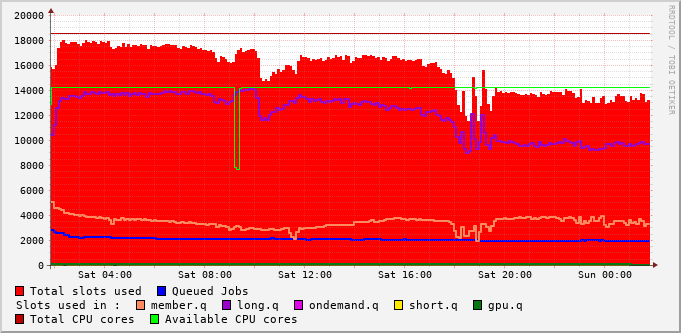 20000
18000
16000
14000
12000
10000
8000
6000
4000
2000
0
Sat 04:00 Sat 08:00 Sat 12:00 Sat 16:00 Sat 20:00 Sun 00:00
Total slots used Queued Jobs
Slots used in : member.q long.q ondemand.q short.q gpu.q
Total CPU cores Available CPU cores
RRDTOOL / TOBI OETIKER